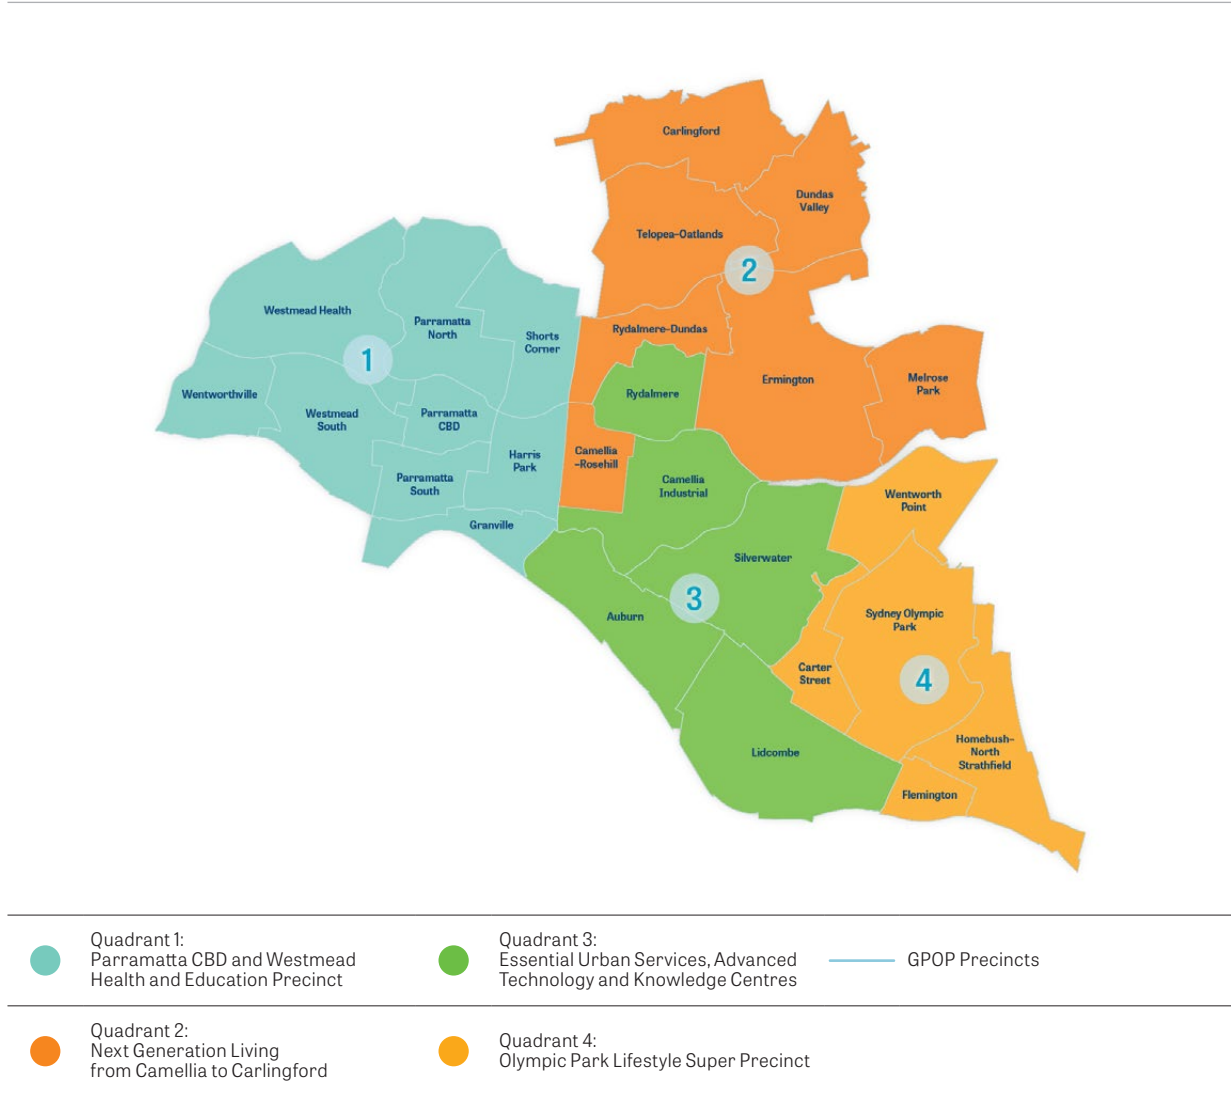 Carlingford
Dundas
Valley
Telopea-Oatlands
2
Westmead Health
Parramatta
North
Shorts
Corner
Rydalmere-Dundas
1
Ermington
Melrose
Park
Wentworthville
Rydalmere
Westmead
South
Parramatta
CBD
Harris
Park
Camellia
-Rosehill
Parramatta
South
Camellia
Industrial
Wentworth
Point
Granville
Silverwater
3
Auburn
Sydney Olympic
Park
Carter
Street
4
Lidcombe
Homebush-
North
Strathfield
Flemington
Quadrant 1:
Parramatta CBD and Westmead
Health and Education Precinct
Quadrant 3:
Essential Urban Services, Advanced
Technology and Knowledge Centres
GPOP Precincts
Quadrant 2:
Next Generation Living
from Camellia to Carlingford
Quadrant 4:
Olympic Park Lifestyle Super Precinct